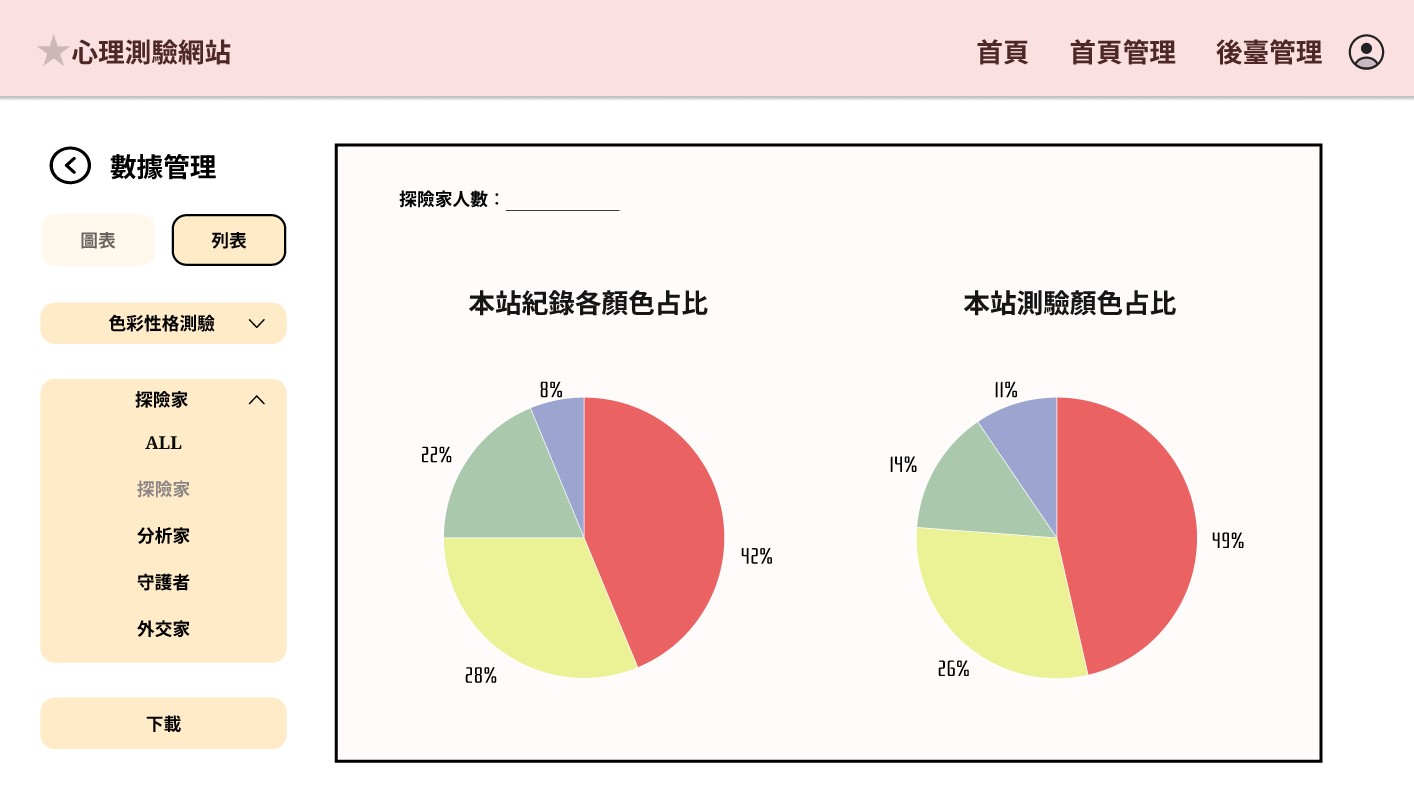 ★心理測驗網站
首頁
首頁管理
後臺管理
數據管理
圖表
列表
色彩性格測驗
探險家
ALL
探險家
分析家
守護者
外交家
下載
探險家人數：____________
本站紀錄各顏色占比
8%
22%
42%
28%
本站測驗顏色占比
11%
14%
49%
26%